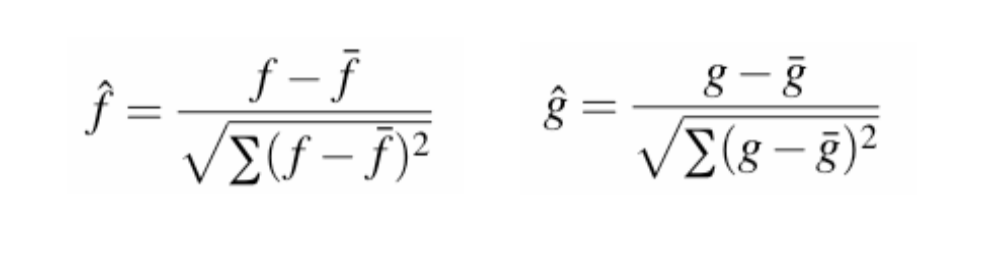 f̂ = (f − f̄) / √(∑(f − f̄)²)
ĝ = (g − ḡ) / √(∑(g − ḡ)²)